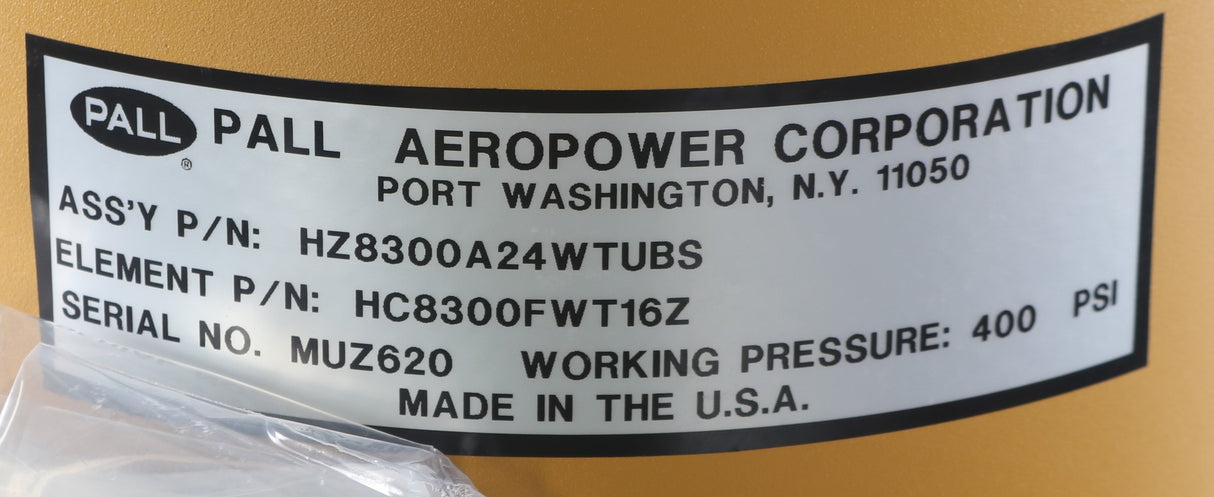 PALL ® PALL AEROPOWER CORPORATION
PORT WASHINGTON, N.Y. 11050
ASS'Y P/N: HZ8300A24WTUBS
ELEMENT P/N: HC8300FWT16Z
SERIAL NO. MUZ620 WORKING PRESSURE: 400 PSI
MADE IN THE U.S.A.